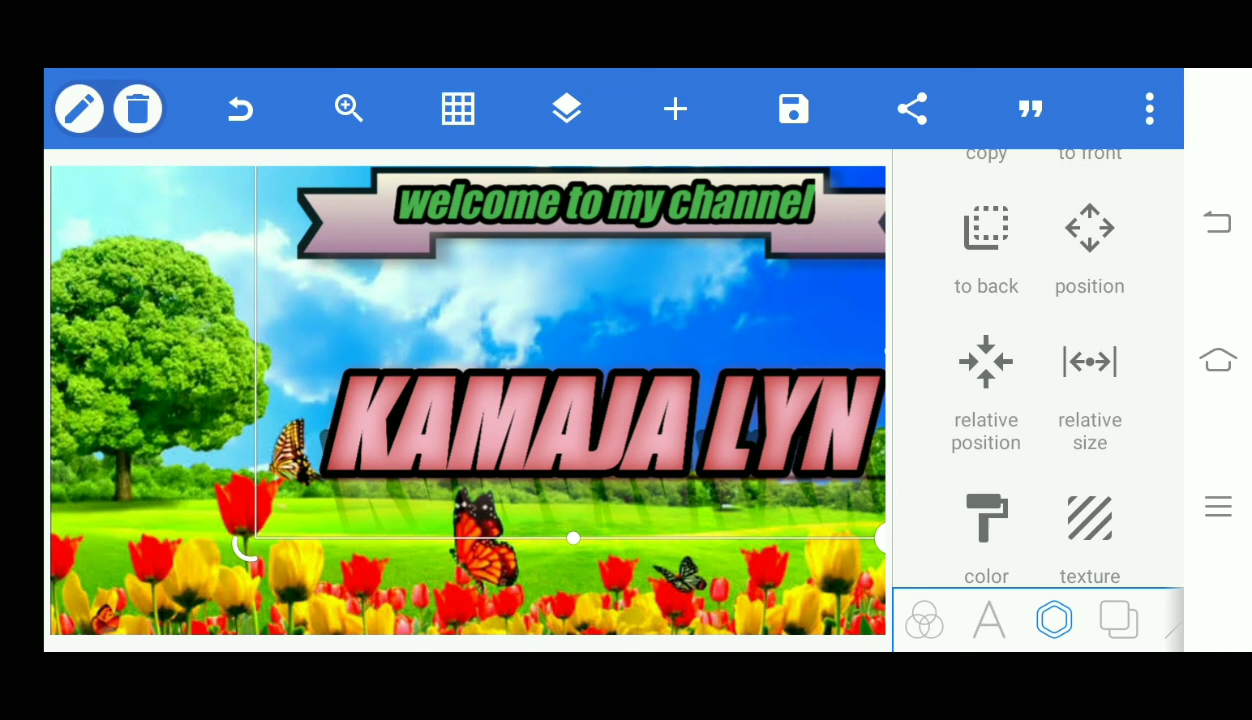 copy to front
welcome to my channel
to back position
relative position relative size
KAMAJA LYN
color texture